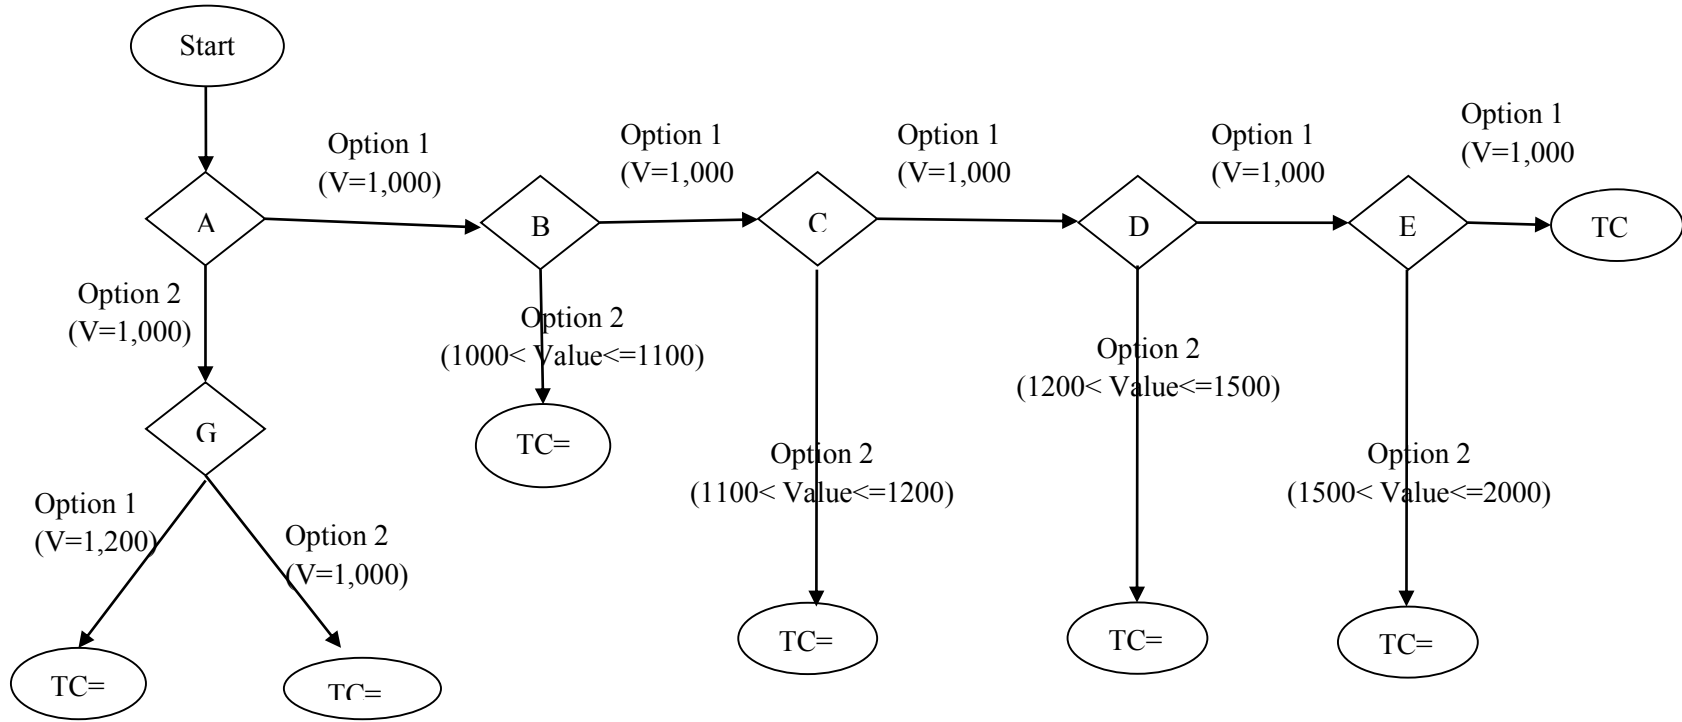 Start
Option 1
(V=1,000)
Option 1
(V=1,000
Option 1
(V=1,000
Option 1
(V=1,000
Option 1
(V=1,000
A
B
C
D
E
TC
Option 2
(V=1,000)
Option 2
(1000< Value<=1100)
Option 2
(1200< Value<=1500)
G
TC=
Option 2
(1100< Value<=1200)
Option 2
(1500< Value<=2000)
Option 1
(V=1,200)
Option 2
(V=1,000)
TC=
TC=
TC=
TC=
TC=